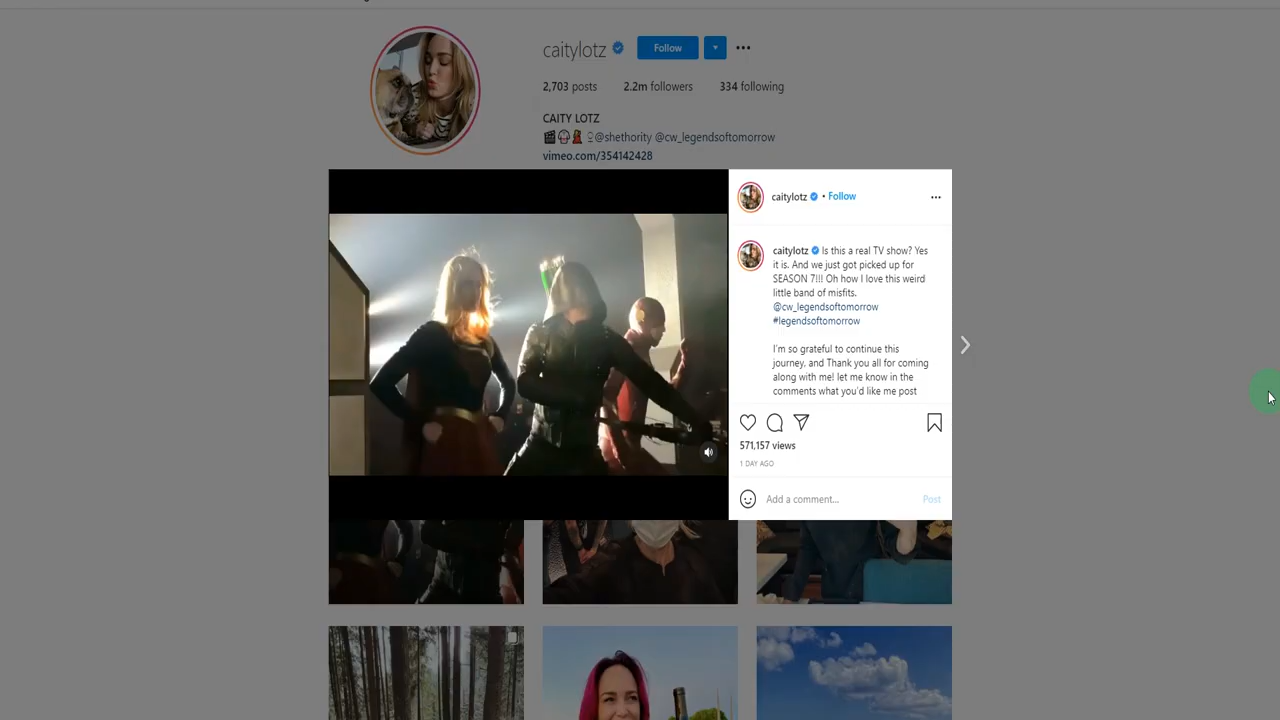 caitylotz Follow
2,703 posts 2.2m followers 334 following
CAITY LOTZ
@shethority @cw_legendsoftomorrow
vimeo.com/354142428
caitylotz • Follow
caitylotz Is this a real TV show? Yes
it is. And we just got picked up for
SEASON 7!!! Oh how I love this weird
little band of misfits.
@cw_legendsoftomorrow
#legendsoftomorrow
I'm so grateful to continue this
journey, and Thank you all for coming
along with me! let me know in the
comments what you'd like me post
571,157 views
1 DAY AGO
Add a comment... Post